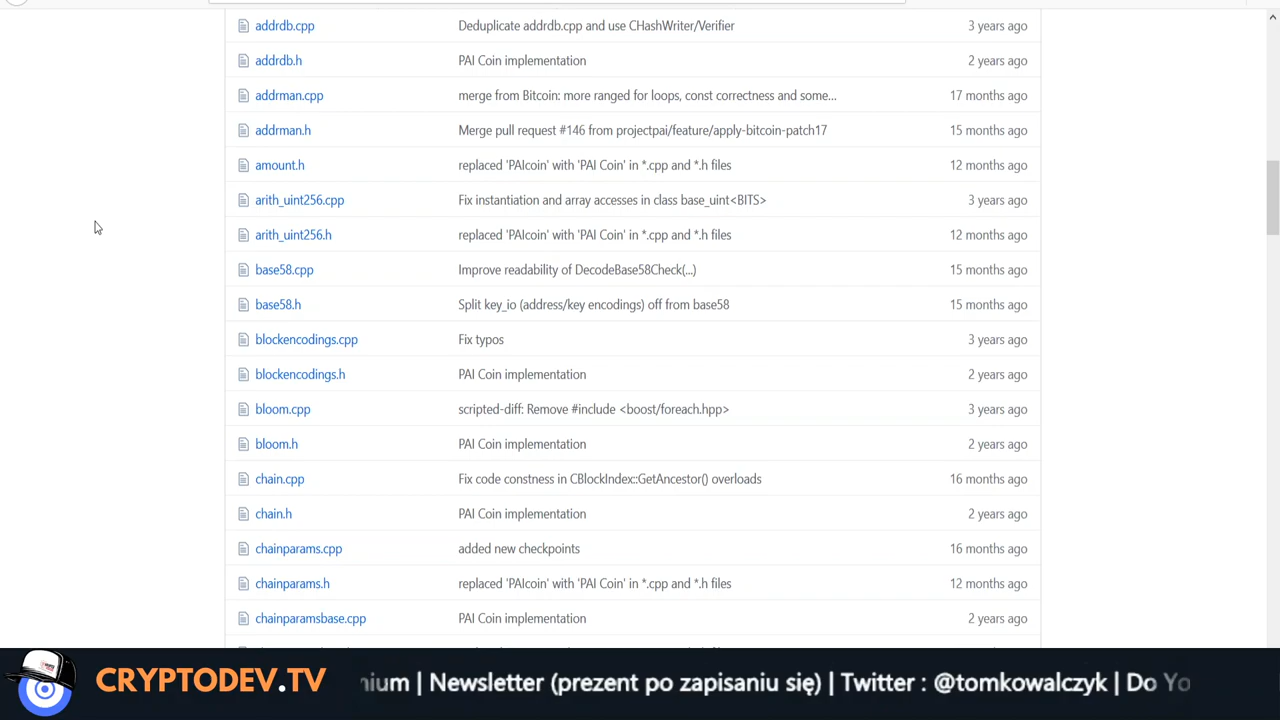 addrdb.cpp Deduplicate addrdb.cpp and use CHashWriter/Verifier 3 years ago
addrdb.h PAI Coin implementation 2 years ago
addrman.cpp merge from Bitcoin: more ranged for loops, const correctness and some... 17 months ago
addrman.h Merge pull request #146 from projectpai/feature/apply-bitcoin-patch17 15 months ago
amount.h replaced 'PAIcoin' with 'PAI Coin' in *.cpp and *.h files 12 months ago
arith_uint256.cpp Fix instantiation and array accesses in class base_uint<BITS> 3 years ago
arith_uint256.h replaced 'PAIcoin' with 'PAI Coin' in *.cpp and *.h files 12 months ago
base58.cpp Improve readability of DecodeBase58Check(...) 15 months ago
base58.h Split key_io (address/key encodings) off from base58 15 months ago
blockencodings.cpp Fix typos 3 years ago
blockencodings.h PAI Coin implementation 2 years ago
bloom.cpp scripted-diff: Remove #include <boost/foreach.hpp> 3 years ago
bloom.h PAI Coin implementation 2 years ago
chain.cpp Fix code constness in CBlockIndex::GetAncestor() overloads 16 months ago
chain.h PAI Coin implementation 2 years ago
chainparams.cpp added new checkpoints 16 months ago
chainparams.h replaced 'PAIcoin' with 'PAI Coin' in *.cpp and *.h files 12 months ago
chainparamsbase.cpp PAI Coin implementation 2 years ago
CRYPTODEV.TV nium | Newsletter (prezent po zapisaniu się) | Twitter : @tomkowalczyk | Do Yo